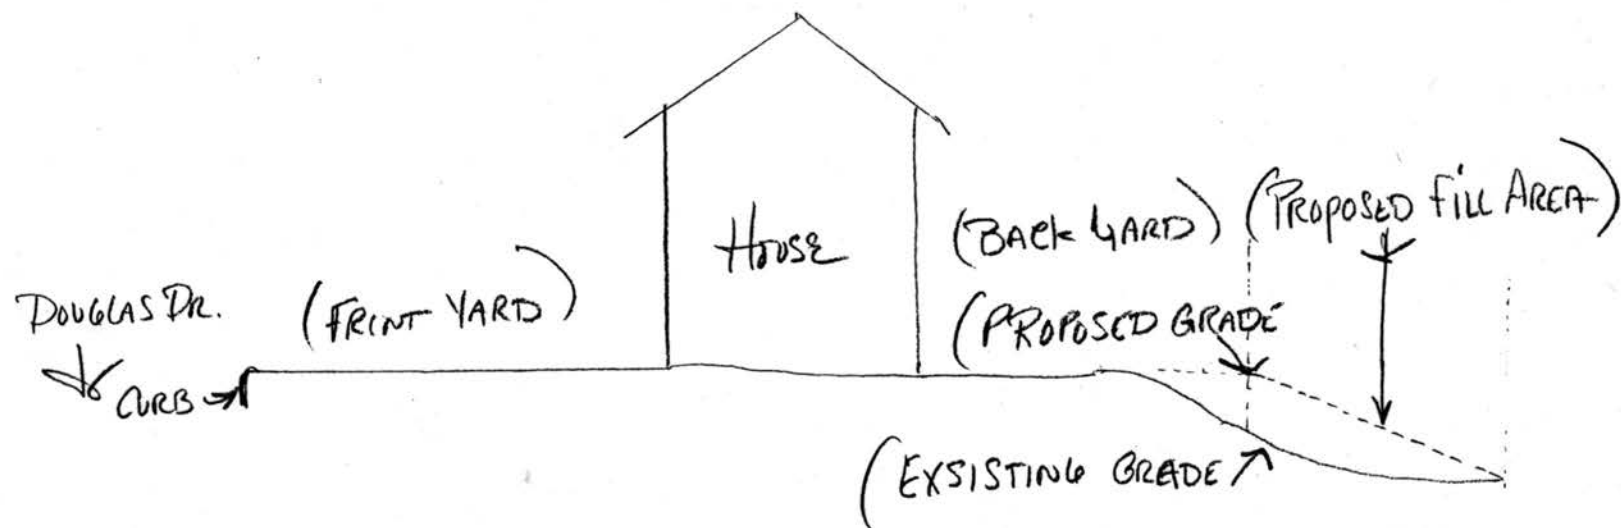 (PROPOSED FILL AREA)
(BACK YARD)
HOUSE
DOUGLAS DR.
(FRONT YARD)
(PROPOSED GRADE
CURB
(EXSISTING GRADE